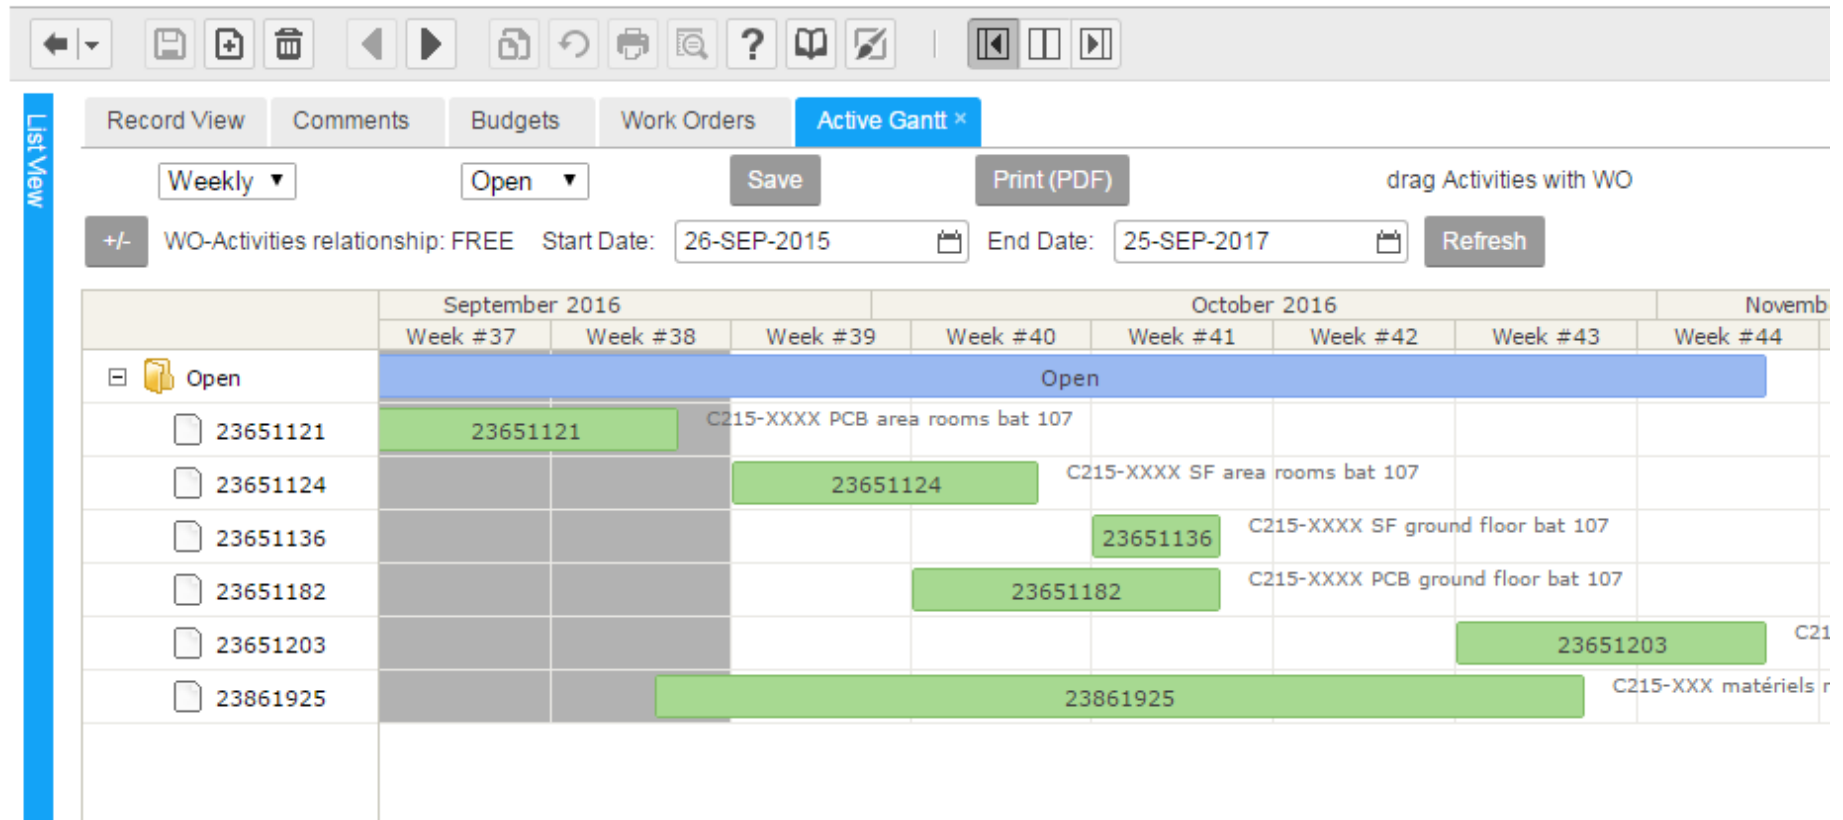 List View
Record View Comments Budgets Work Orders Active Gantt ×
Weekly Open Save Print (PDF) drag Activities with WO
+/- WO-Activities relationship: FREE Start Date: 26-SEP-2015 End Date: 25-SEP-2017 Refresh
September 2016 October 2016 Novemb
Week #37 Week #38 Week #39 Week #40 Week #41 Week #42 Week #43 Week #44
Open Open
23651121 23651121 C215-XXXX PCB area rooms bat 107
23651124 23651124 C215-XXXX SF area rooms bat 107
23651136 23651136 C215-XXXX SF ground floor bat 107
23651182 23651182 C215-XXXX PCB ground floor bat 107
23651203 23651203 C21
23861925 23861925 C215-XXX matériels